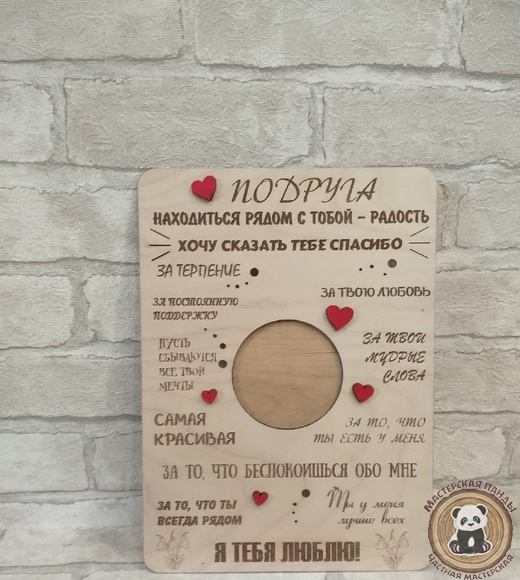 ПОДРУГА
НАХОДИТЬСЯ РЯДОМ С ТОБОЙ – РАДОСТЬ
ХОЧУ СКАЗАТЬ ТЕБЕ СПАСИБО
ЗА ТЕРПЕНИЕ
ЗА ТВОЮ ЛЮБОВЬ
ЗА ПОСТОЯННУЮ
ПОДДЕРЖКУ
ЗА ТВОИ
МУДРЫЕ
СЛОВА
ПУСТЬ
СБЫВАЮТСЯ
ВСЕ ТВОИ
МЕЧТЫ
САМАЯ
КРАСИВАЯ
ЗА ТО, ЧТО
ТЫ ЕСТЬ У МЕНЯ
ЗА ТО, ЧТО БЕСПОКОИШЬСЯ ОБО МНЕ
ЗА ТО, ЧТО ТЫ
ВСЕГДА РЯДОМ
Ты у меня
лучше всех
Я ТЕБЯ ЛЮБЛЮ!
МАСТЕРСКАЯ ПАНДЫ
ЧАСТНАЯ МАСТЕРСКАЯ